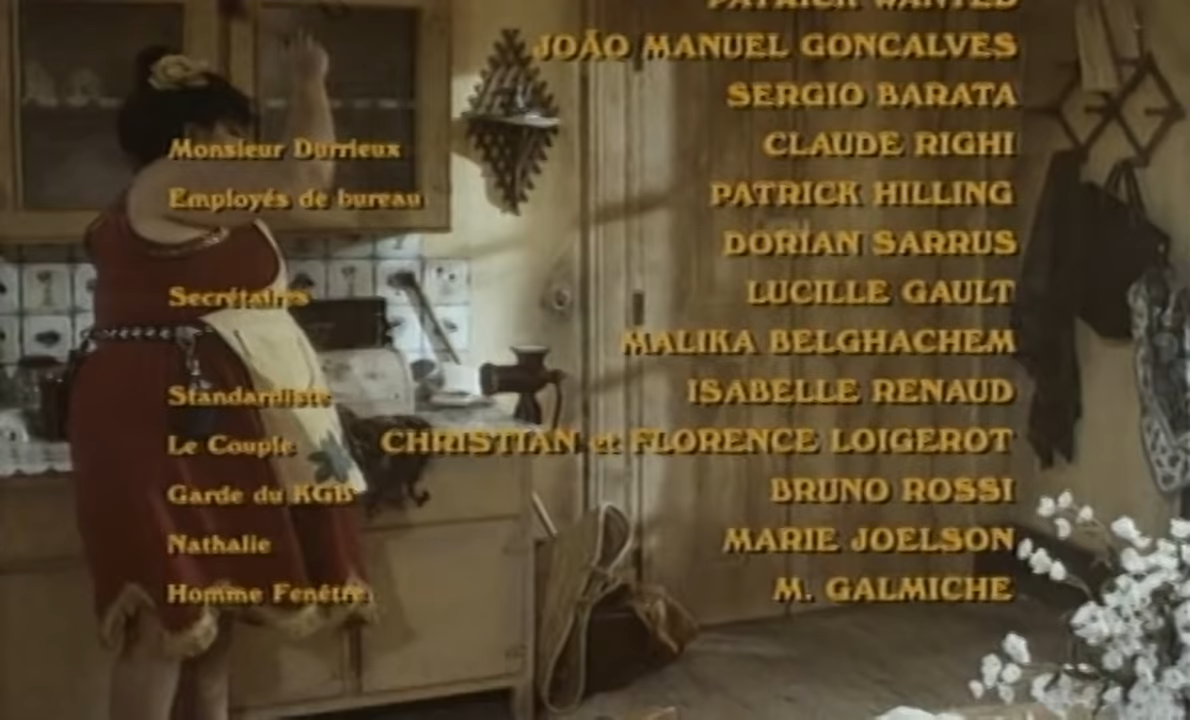 PATRICK WANTED
JOÃO MANUEL GONCALVES
SERGIO BARATA
Monsieur Durrieux CLAUDE RIGHI
Employés de bureau PATRICK HILLING
DORIAN SARRUS
Secrétaires LUCILLE GAULT
MALIKA BELGHACHEM
Standardiste ISABELLE RENAUD
Le Couple CHRISTIAN et FLORENCE LOIGEROT
Garde du KGB BRUNO ROSSI
Nathalie MARIE JOELSON
Homme Fenêtre M. GALMICHE